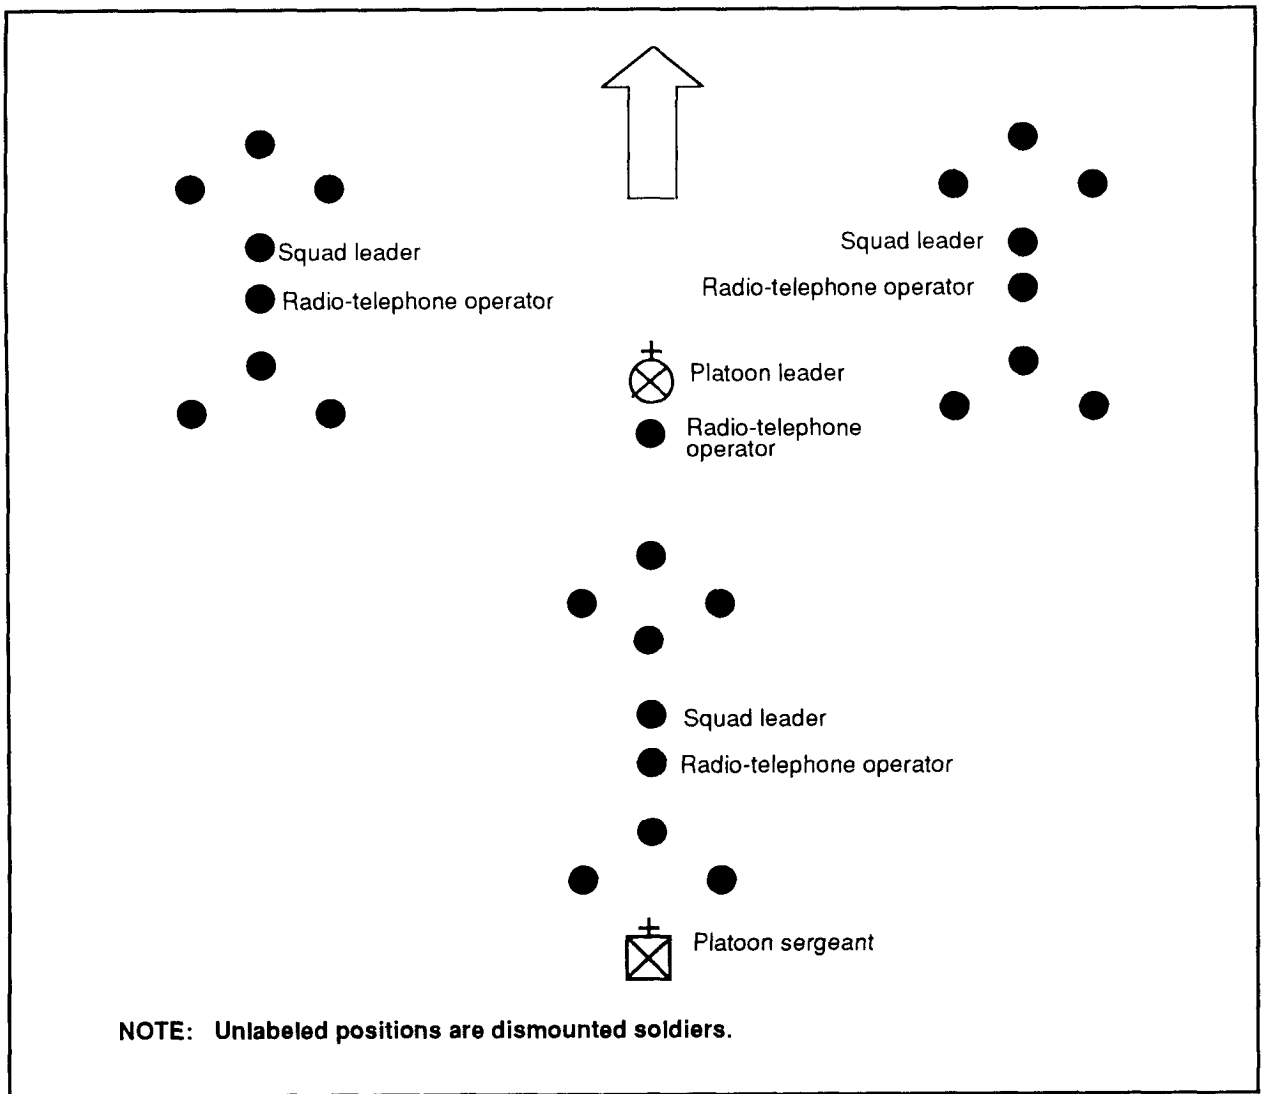 Squad leader
Radio-telephone operator
Squad leader
Radio-telephone operator
Platoon leader
Radio-telephone
operator
Squad leader
Radio-telephone operator
Platoon sergeant
NOTE: Unlabeled positions are dismounted soldiers.